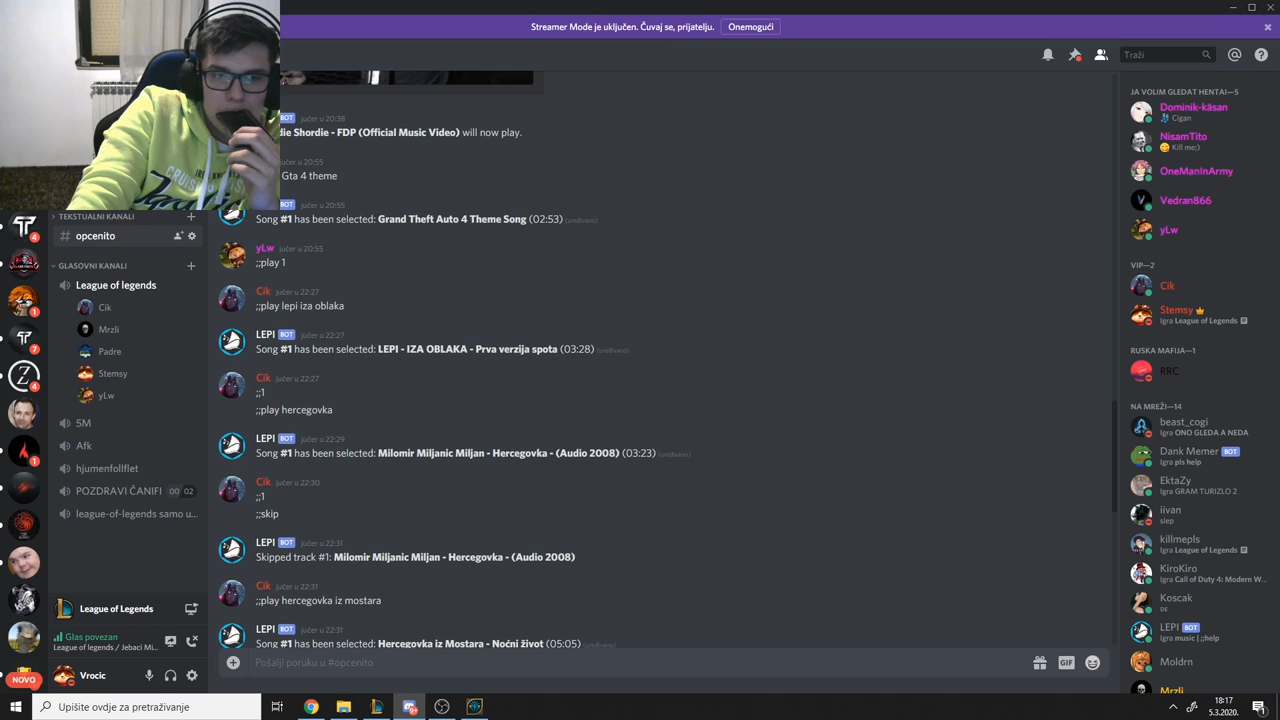 Streamer Mode je uključen. Čuvaj se, prijatelju.
Onemogući
Traži
BOT jučer u 20:38
die Shordie - FDP (Official Music Video) will now play.
jučer u 20:55
Gta 4 theme
BOT jučer u 20:55
Song #1 has been selected: Grand Theft Auto 4 Theme Song (02:53) (uređivano)
yLw jučer u 20:55
;;play 1
Cik jučer u 22:27
;;play lepi iza oblaka
LEPI BOT jučer u 22:27
Song #1 has been selected: LEPI - IZA OBLAKA - Prva verzija spota (03:28) (uređivano)
Cik jučer u 22:27
;;1
;;play hercegovka
LEPI BOT jučer u 22:29
Song #1 has been selected: Milomir Miljanic Miljan - Hercegovka - (Audio 2008) (03:23) (uređivano)
Cik jučer u 22:30
;;1
;;skip
LEPI BOT jučer u 22:31
Skipped track #1: Milomir Miljanic Miljan - Hercegovka - (Audio 2008)
Cik jučer u 22:31
;;play hercegovka iz mostara
LEPI BOT jučer u 22:31
Song #1 has been selected: Hercegovka iz Mostara - Noćni život (05:05) (uređivano)
Pošalji poruku u #opcenito
GIF
TEKSTUALNI KANALI
opcenito
GLASOVNI KANALI
League of legends
Cik
Mrzli
Padre
Stemsy
yLw
5M
Afk
hjumenfollflet
POZDRAVI ČANIFI 00 02
league-of-legends samo u...
League of Legends
Glas povezan
League of legends / Jebaci Mi...
Vrocic
4
1
7
4
1
NOVO
JA VOLIM GLEDAT HENTAI—5
Dominik-käsan
Cigan
NisamTito
Kill me;)
OneManInArmy
Vedran866
yLw
VIP—2
Cik
Stemsy
Igra League of Legends
RUSKA MAFIJA—1
RRC
NA MREŽI—14
beast_cogi
Igra ONO GLEDA A NEDA
Dank Memer BOT
Igra pls help
EktaZy
Igra GRAM TURIZLO 2
iivan
slep
killmepls
Igra League of Legends
KiroKiro
Igra Call of Duty 4: Modern W...
Koscak
LEPI BOT
Igra music | ;;help
Moldrn
Mrzli
Upišite ovdje za pretraživanje
18:17
5.3.2020.